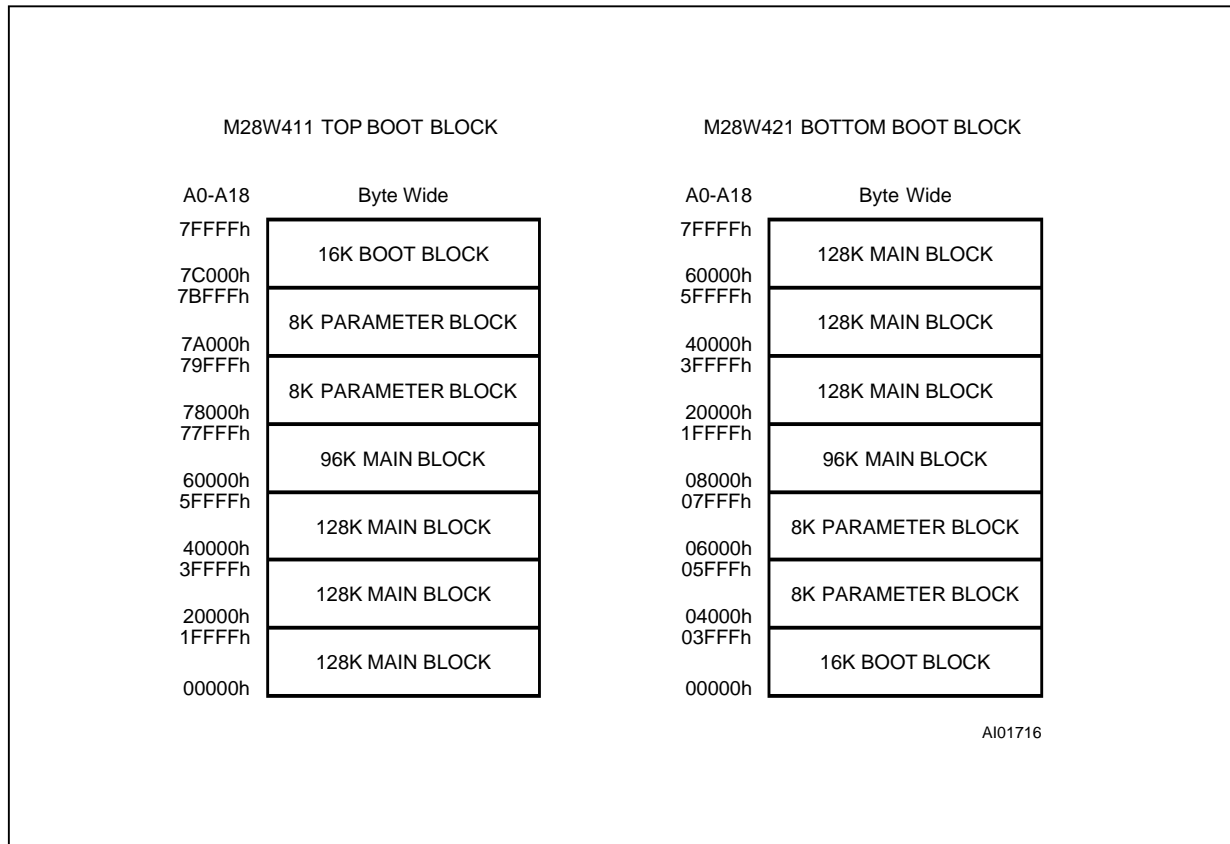 M28W411 TOP BOOT BLOCK
A0-A18 Byte Wide
7FFFFh
16K BOOT BLOCK
7C000h
7BFFFh
8K PARAMETER BLOCK
7A000h
79FFFh
8K PARAMETER BLOCK
78000h
77FFFh
96K MAIN BLOCK
60000h
5FFFFh
128K MAIN BLOCK
40000h
3FFFFh
128K MAIN BLOCK
20000h
1FFFFh
128K MAIN BLOCK
00000h
M28W421 BOTTOM BOOT BLOCK
A0-A18 Byte Wide
7FFFFh
128K MAIN BLOCK
60000h
5FFFFh
128K MAIN BLOCK
40000h
3FFFFh
128K MAIN BLOCK
20000h
1FFFFh
96K MAIN BLOCK
08000h
07FFFh
8K PARAMETER BLOCK
06000h
05FFFh
8K PARAMETER BLOCK
04000h
03FFFh
16K BOOT BLOCK
00000h
AI01716